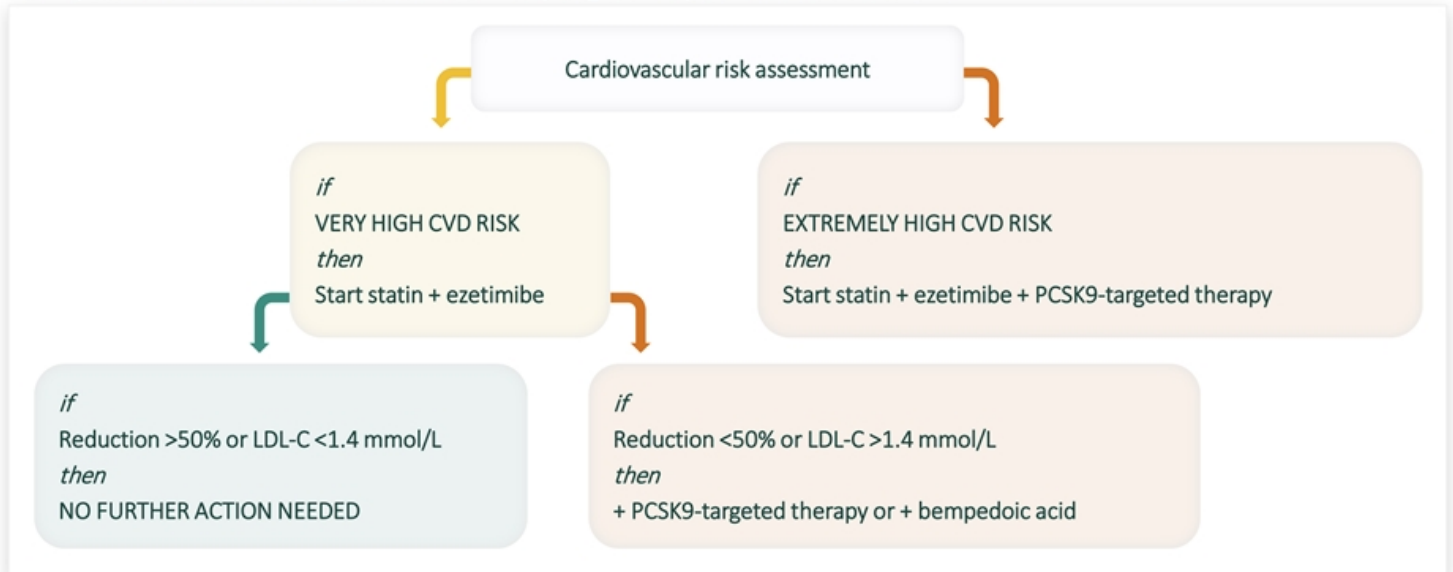 Cardiovascular risk assessment
if
VERY HIGH CVD RISK
then
Start statin + ezetimibe
if
EXTREMELY HIGH CVD RISK
then
Start statin + ezetimibe + PCSK9-targeted therapy
if
Reduction >50% or LDL-C <1.4 mmol/L
then
NO FURTHER ACTION NEEDED
if
Reduction <50% or LDL-C >1.4 mmol/L
then
+ PCSK9-targeted therapy or + bempedoic acid